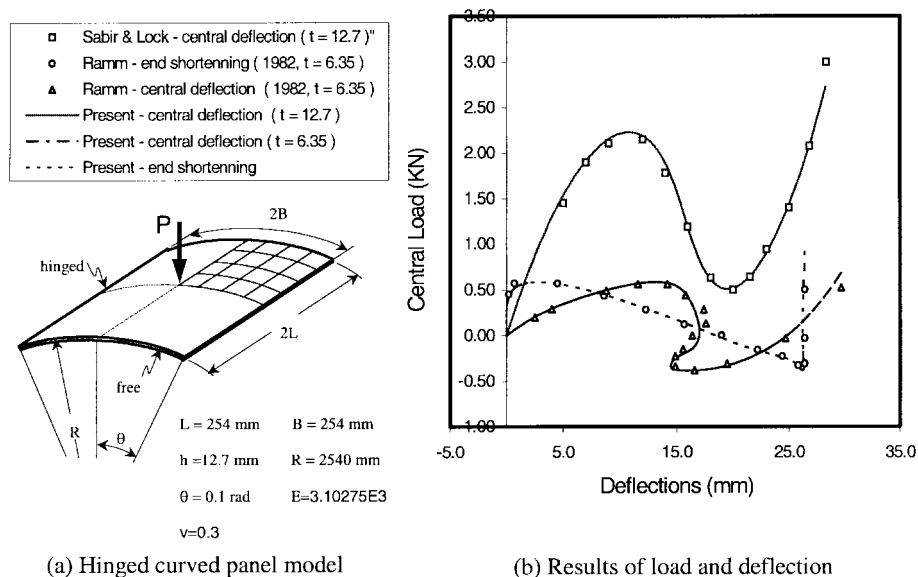 Sabir & Lock - central deflection ( t = 12.7 )"
Ramm - end shortenning ( 1982, t = 6.35 )
Ramm - central deflection ( 1982, t = 6.35 )
Present - central deflection ( t = 12.7 )
Present - central deflection ( t = 6.35 )
Present - end shortenning
P
2B
hinged
2L
free
R
θ
L = 254 mm B = 254 mm
h =12.7 mm R = 2540 mm
θ = 0.1 rad E=3.10275E3
ν=0.3
(a) Hinged curved panel model
3.50
3.00
2.50
2.00
1.50
1.00
0.50
0.00
-0.50
-1.00
Central Load (KN)
-5.0 5.0 15.0 25.0 35.0
Deflections (mm)
(b) Results of load and deflection